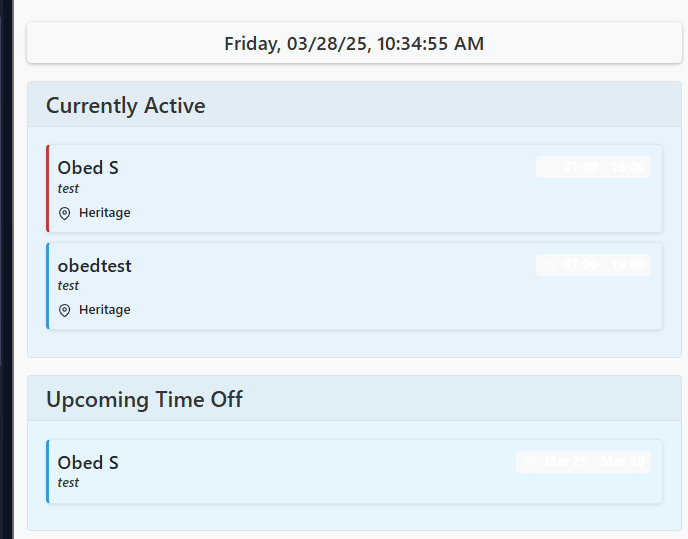 Friday, 03/28/25, 10:34:55 AM
Currently Active
Obed S
07:00 - 18:00
test
Heritage
obedtest
07:00 - 19:00
test
Heritage
Upcoming Time Off
Obed S
Mar 29 - Mar 30
test